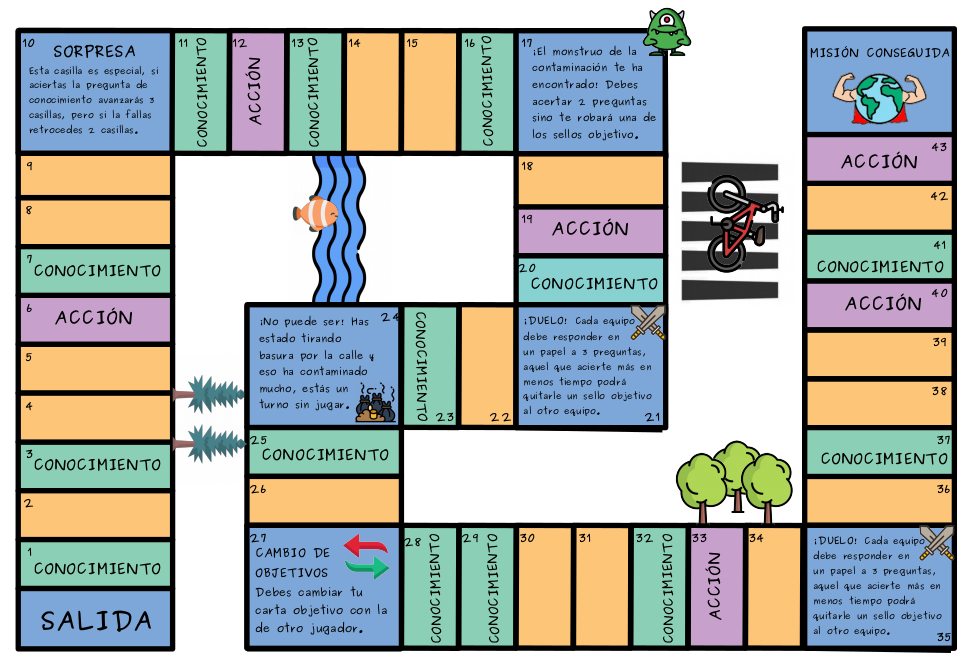 SALIDA
1
CONOCIMIENTO
2
3
CONOCIMIENTO
4
5
6
ACCIÓN
7
CONOCIMIENTO
8
9
10
SORPRESA
Esta casilla es especial, si
aciertas la pregunta de
conocimiento avanzarás 3
casillas, pero si la fallas
retrocedes 2 casillas.
11
CONOCIMIENTO
12
ACCIÓN
13
CONOCIMIENTO
14
15
16
CONOCIMIENTO
17
¡El monstruo de la
contaminación te ha
encontrado! Debes
acertar 2 preguntas
sino te robará una de
los sellos objetivo.
18
19
ACCIÓN
20
CONOCIMIENTO
¡DUELO! Cada equipo
debe responder en
un papel a 3 preguntas,
aquel que acierte más en
menos tiempo podrá
quitarle un sello objetivo
al otro equipo.
21
22
CONOCIMIENTO
23
24
¡No puede ser! Has
estado tirando
basura por la calle y
eso ha contaminado
mucho, estás un
turno sin jugar.
25
CONOCIMIENTO
26
27
CAMBIO DE
OBJETIVOS
Debes cambiar tu
carta objetivo con la
de otro jugador.
28
CONOCIMIENTO
29
CONOCIMIENTO
30
31
32
CONOCIMIENTO
33
ACCIÓN
34
¡DUELO! Cada equipo
debe responder en
un papel a 3 preguntas,
aquel que acierte más en
menos tiempo podrá
quitarle un sello objetivo
al otro equipo.
35
36
37
CONOCIMIENTO
38
39
40
ACCIÓN
41
CONOCIMIENTO
42
43
ACCIÓN
MISIÓN CONSEGUIDA